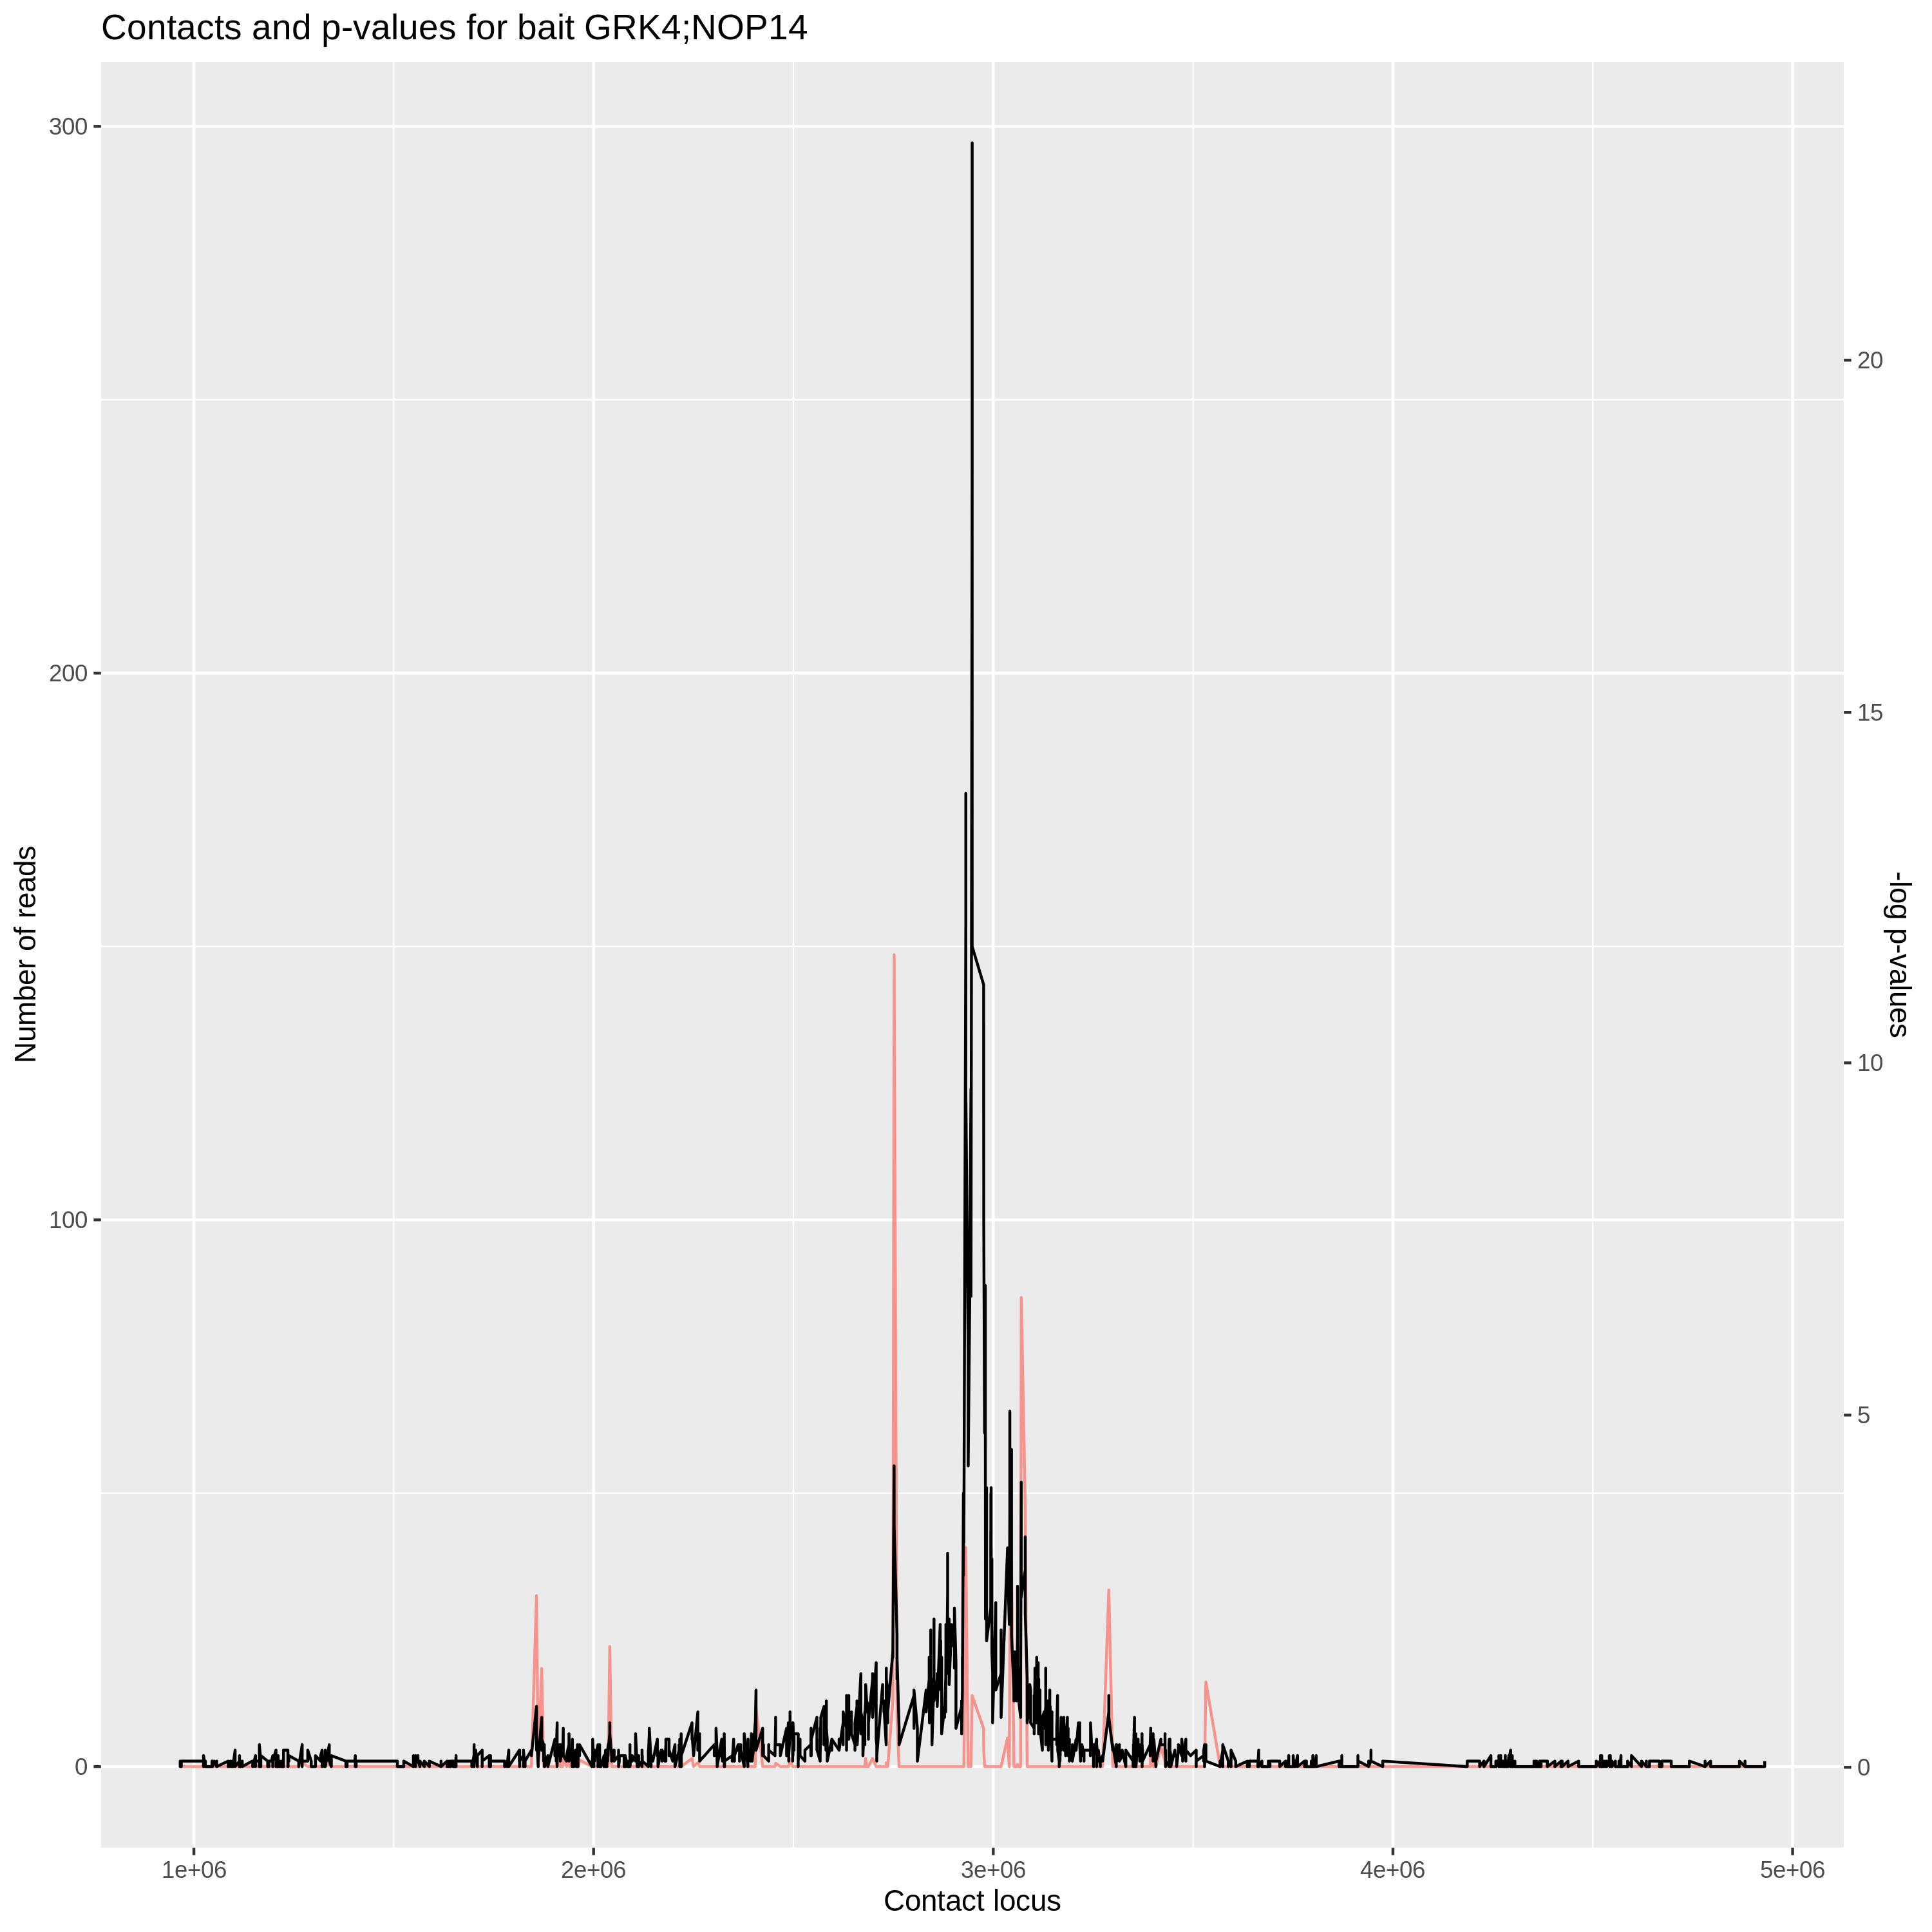 Contacts and p-values for bait GRK4;NOP14
300
200
100
0
Number of reads
20
15
10
5
0
-log p-values
1e+06 2e+06 3e+06 4e+06 5e+06
Contact locus